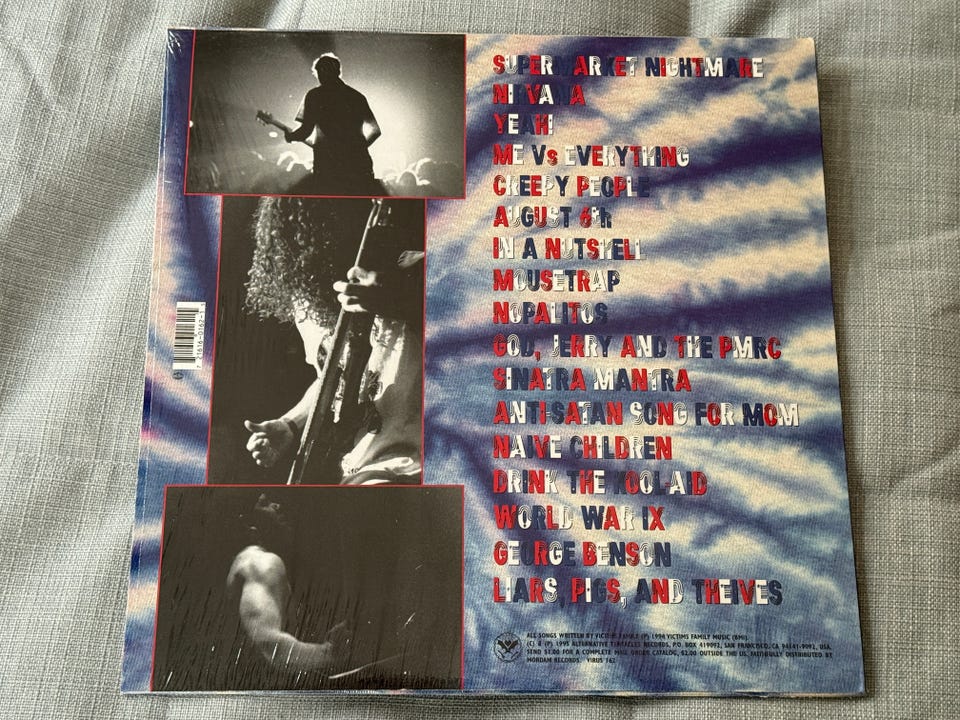 SUPERMARKET NIGHTMARE
NIRVANA
YEAH!
ME Vs EVERYTHING
CREEPY PEOPLE
AUGUST 6Th
IN A NUTSHELL
MOUSETRAP
NOPALITOS
GOD, JERRY AND THE PMRC
SINATRA MANTRA
ANTI-SATAN SONG FOR MOM
NAIVE CHILDREN
DRINK THE KOOL-AID
WORLD WAR IX
GEORGE BENSON
LIARS, PIGS, AND THEIVES
ALL SONGS WRITTEN BY VICTIMS FAMILY (P) 1994 VICTIMS FAMILY MUSIC (BMI).
(C) & (P) 1995 ALTERNATIVE TENTACLES RECORDS, P.O. BOX 419092, SAN FRANCISCO, CA 94141-9092, USA.
SEND $1.00 FOR A COMPLETE MAIL ORDER CATALOG, $2.00 OUTSIDE THE US. FAITHFULLY DISTRIBUTED BY
MORDAM RECORDS. VIRUS 162